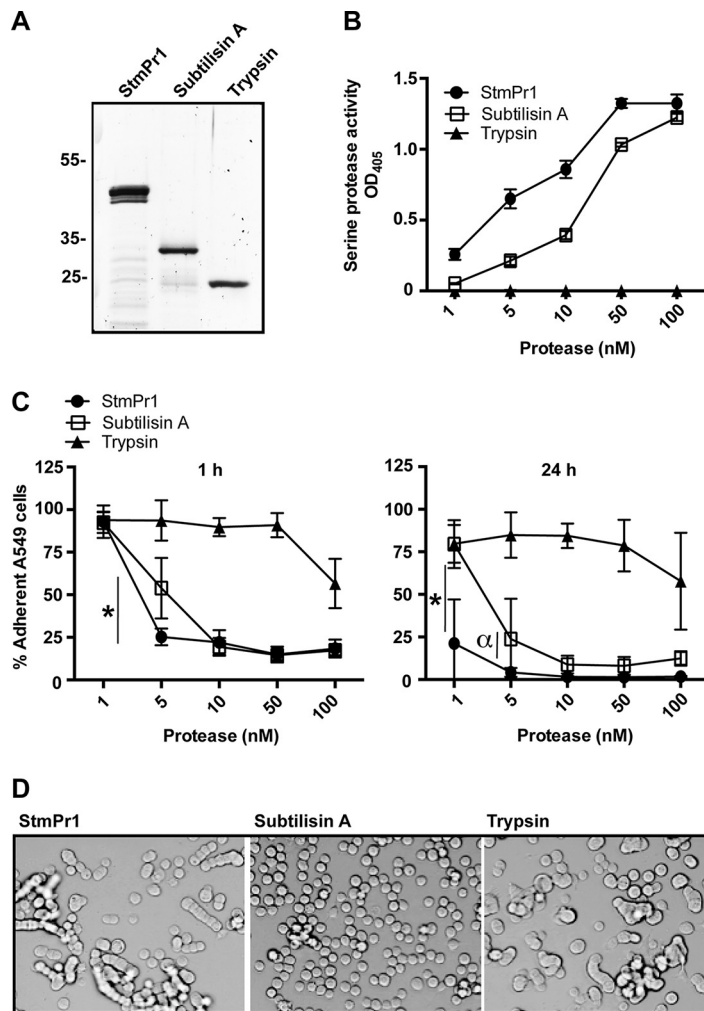 A
StmPr1
Subtilisin A
Trypsin
55-
35-
25-
B
StmPr1
Subtilisin A
Trypsin
Serine protease activity
OD405
1.5
1.0
0.5
0
1 5 10 50 100
Protease (nM)
C
StmPr1
Subtilisin A
Trypsin
1 h
% Adherent A549 cells
125
100
75
50
25
0
*
1 5 10 50 100
Protease (nM)
24 h
125
100
75
50
25
0
*
α
1 5 10 50 100
Protease (nM)
D
StmPr1 Subtilisin A Trypsin